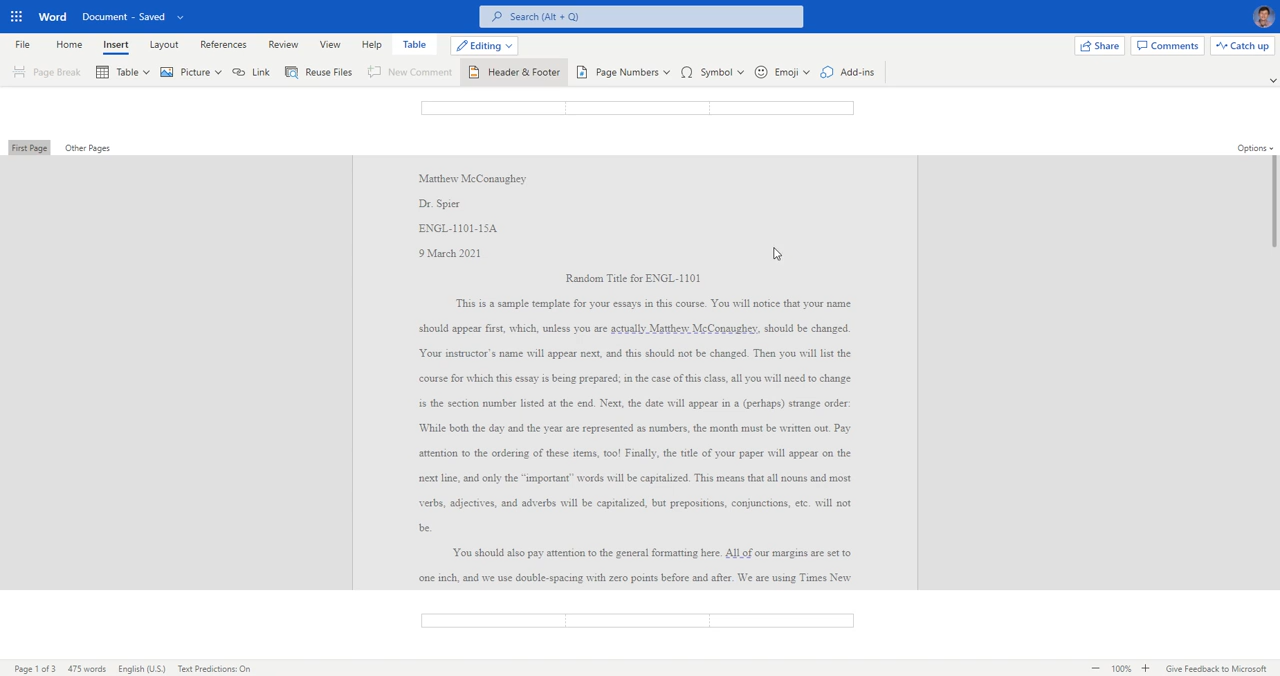 Word Document - Saved Search (Alt + Q)
File Home Insert Layout References Review View Help Table Editing Share Comments Catch up
Page Break Table Picture Link Reuse Files New Comment Header & Footer Page Numbers Symbol Emoji Add-ins
First Page Other Pages Options
Matthew McConaughey
Dr. Spier
ENGL-1101-15A
9 March 2021
Random Title for ENGL-1101
This is a sample template for your essays in this course. You will notice that your name
should appear first, which, unless you are actually Matthew McConaughey, should be changed.
Your instructor's name will appear next, and this should not be changed. Then you will list the
course for which this essay is being prepared; in the case of this class, all you will need to change
is the section number listed at the end. Next, the date will appear in a (perhaps) strange order:
While both the day and the year are represented as numbers, the month must be written out. Pay
attention to the ordering of these items, too! Finally, the title of your paper will appear on the
next line, and only the “important” words will be capitalized. This means that all nouns and most
verbs, adjectives, and adverbs will be capitalized, but prepositions, conjunctions, etc. will not
be.
You should also pay attention to the general formatting here. All of our margins are set to
one inch, and we use double-spacing with zero points before and after. We are using Times New
Page 1 of 3 475 words English (U.S.) Text Predictions: On 100% Give Feedback to Microsoft